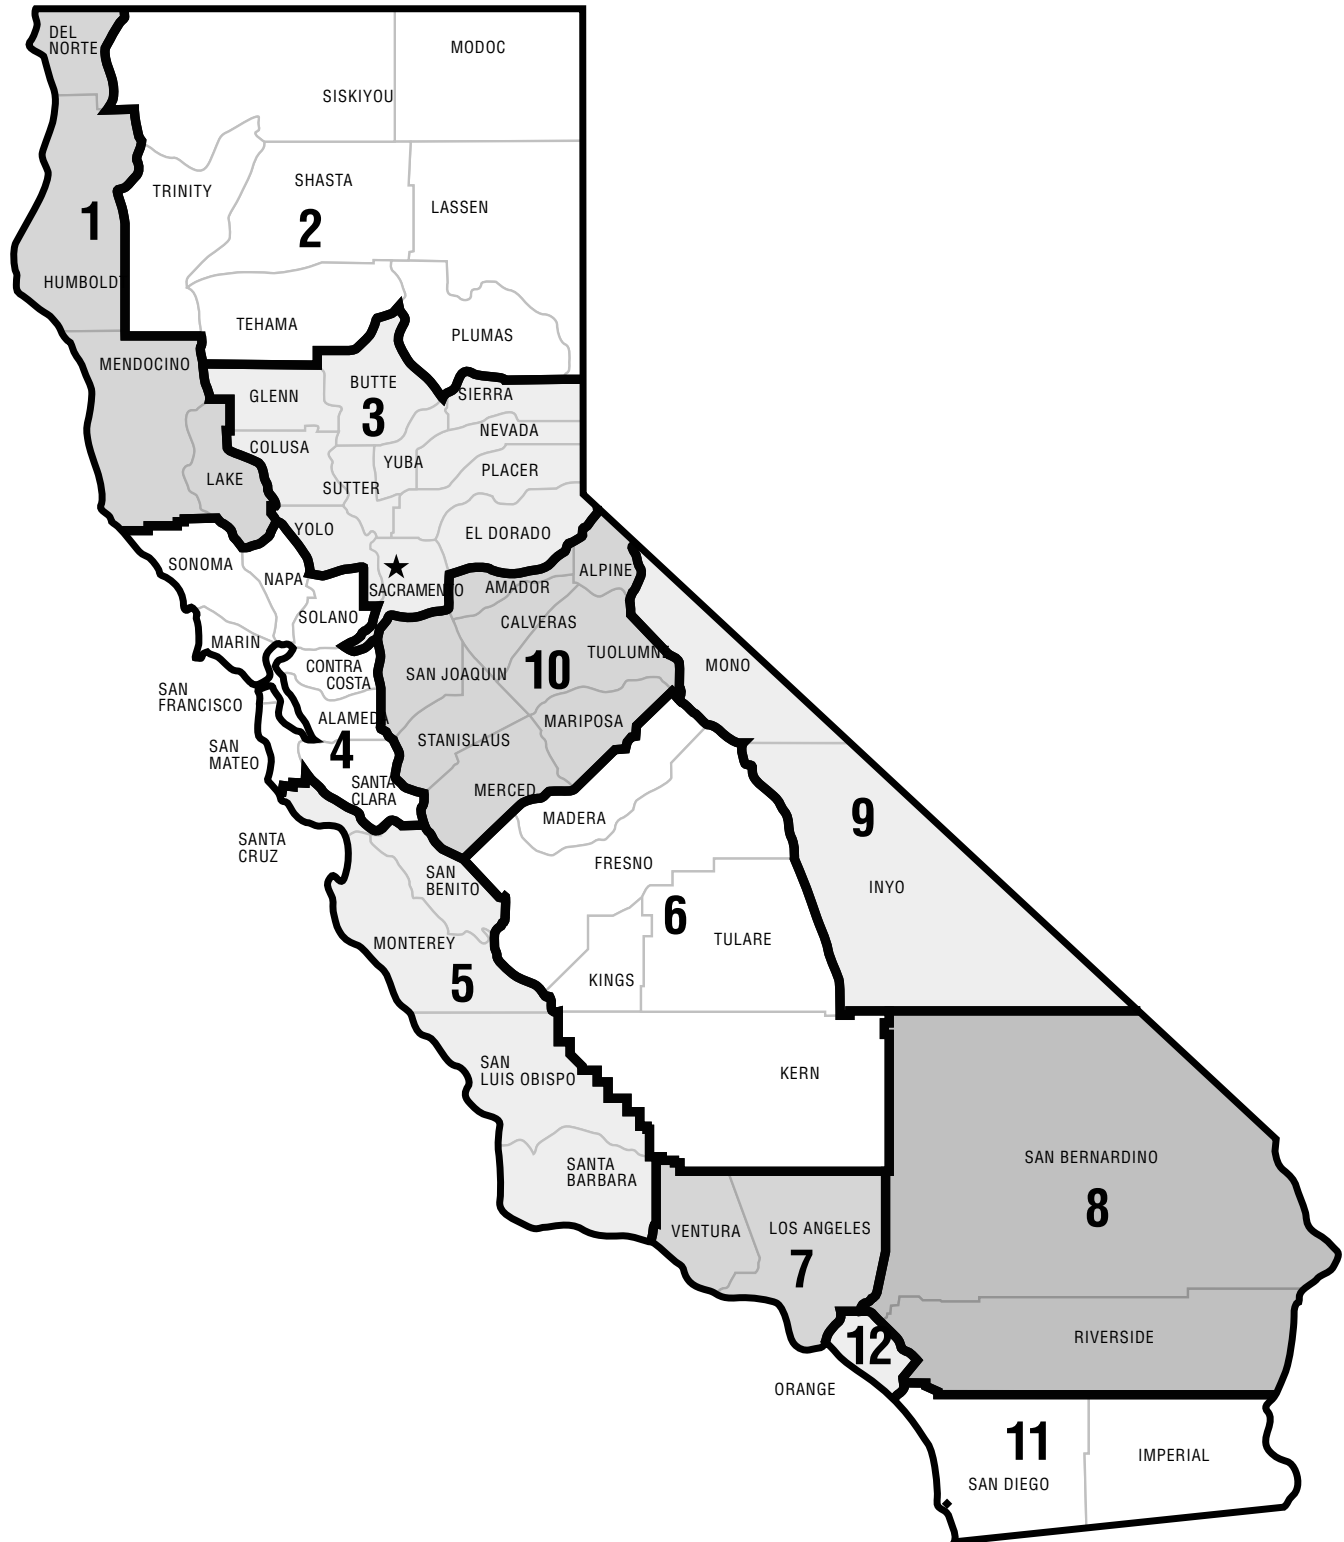 DEL
NORTE
MODOC
SISKIYOU
TRINITY
SHASTA
LASSEN
1
2
HUMBOLDT
TEHAMA
PLUMAS
MENDOCINO
BUTTE
GLENN
SIERRA
3
NEVADA
COLUSA
YUBA
PLACER
LAKE
SUTTER
YOLO
EL DORADO
SONOMA
NAPA
ALPINE
SACRAMENTO
AMADOR
SOLANO
CALVERAS
MARIN
TUOLUMNE
CONTRA
COSTA
SAN JOAQUIN
10
MONO
SAN
FRANCISCO
ALAMEDA
MARIPOSA
STANISLAUS
SAN
MATEO
4
SANTA
CLARA
MERCED
MADERA
9
SANTA
CRUZ
FRESNO
SAN
BENITO
INYO
6
TULARE
MONTEREY
5
KINGS
SAN
LUIS OBISPO
KERN
SANTA
BARBARA
SAN BERNARDINO
8
VENTURA
LOS ANGELES
7
12
RIVERSIDE
ORANGE
11
IMPERIAL
SAN DIEGO